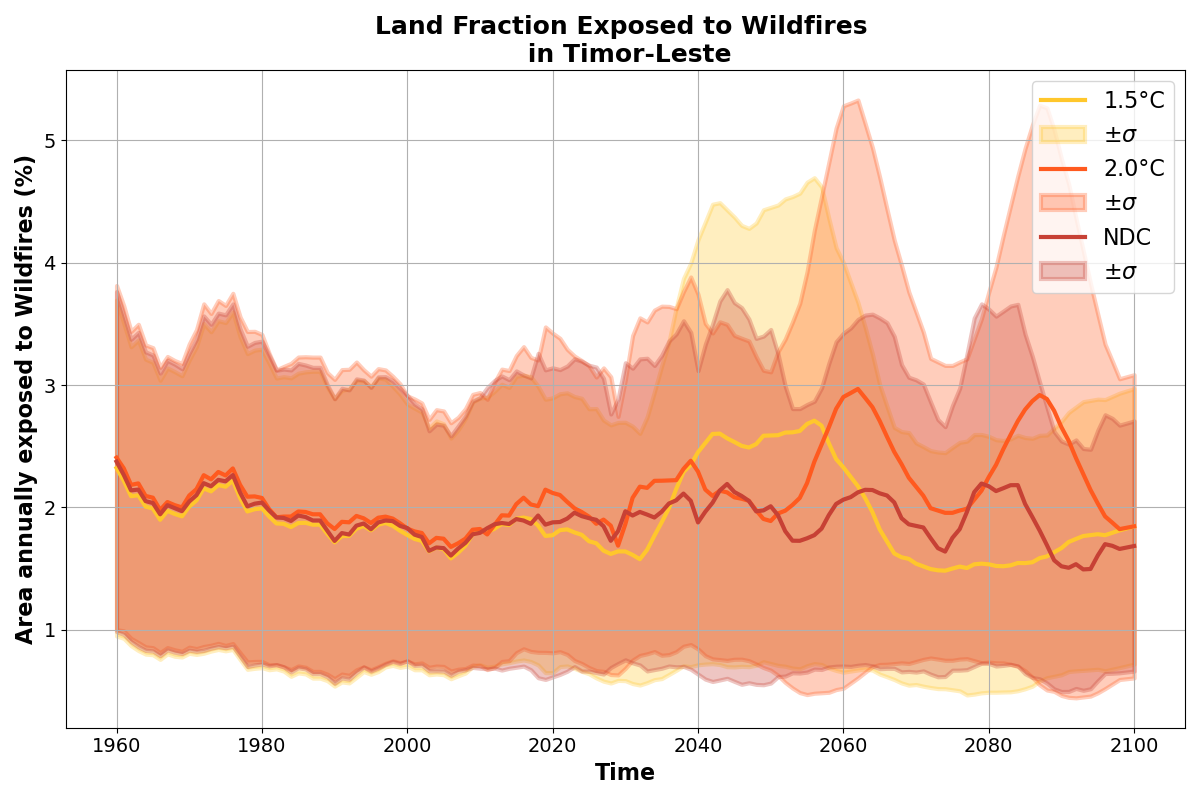 Land Fraction Exposed to Wildfires
in Timor-Leste
Area annually exposed to Wildfires (%)
5
4
3
2
1
1960
1980
2000
2020
2040
2060
2080
2100
Time
1.5°C
±σ
2.0°C
±σ
NDC
±σ